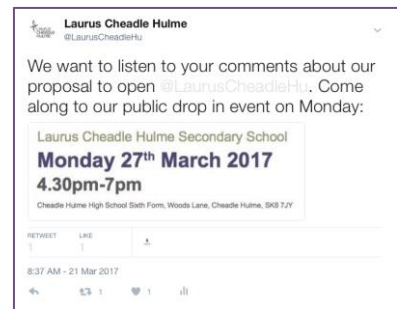 Laurus Cheadle Hulme
@LaurusCheadleHu
We want to listen to your comments about our
proposal to open @LaurusCheadleHu. Come
along to our public drop in event on Monday:
Laurus Cheadle Hulme Secondary School
Monday 27th March 2017
4.30pm-7pm
Cheadle Hulme High School Sixth Form, Woods Lane, Cheadle Hulme, SK8 7JY
RETWEET LIKE
1 1
8:37 AM - 21 Mar 2017
1 1